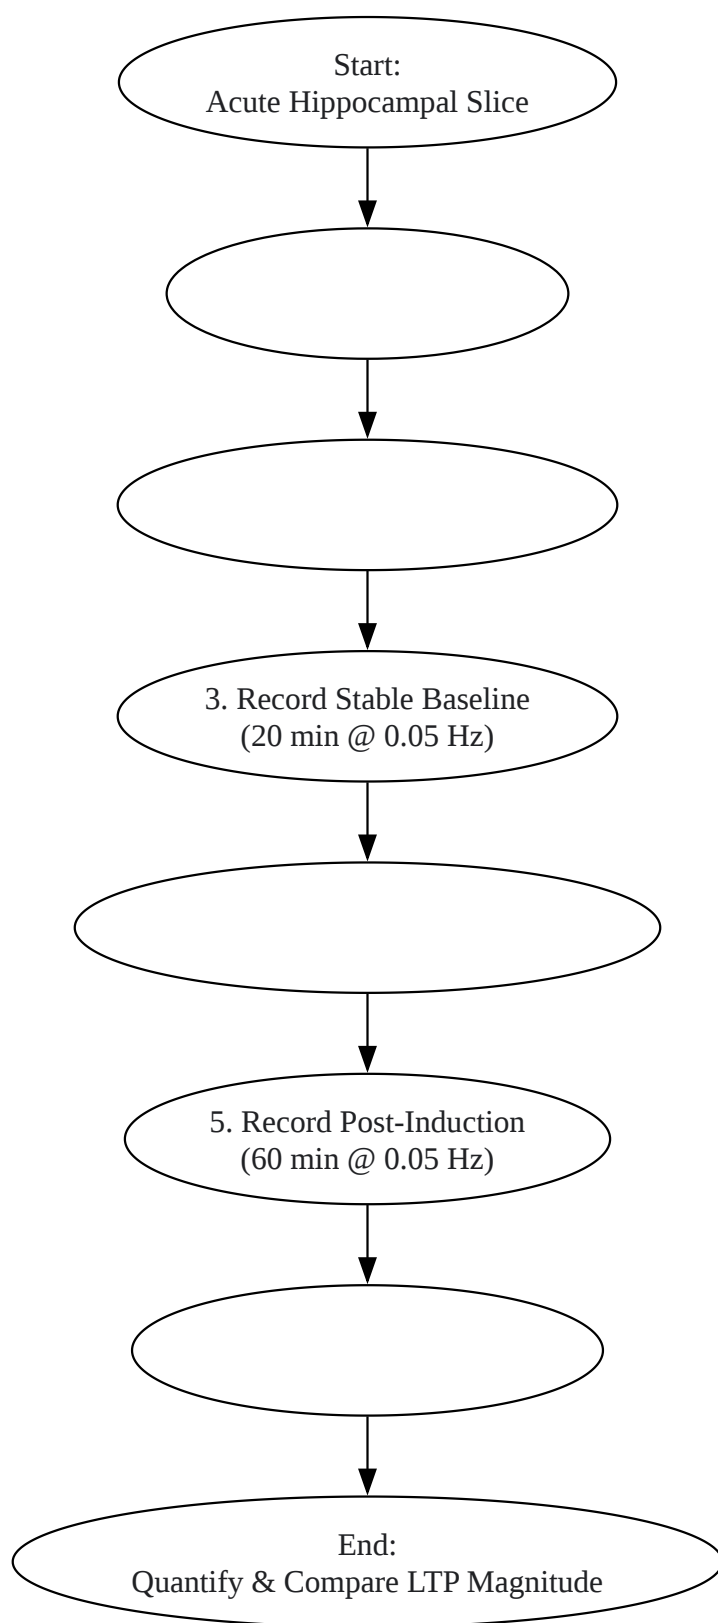 Start:
Acute Hippocampal Slice
3. Record Stable Baseline
(20 min @ 0.05 Hz)
5. Record Post-Induction
(60 min @ 0.05 Hz)
End:
Quantify & Compare LTP Magnitude